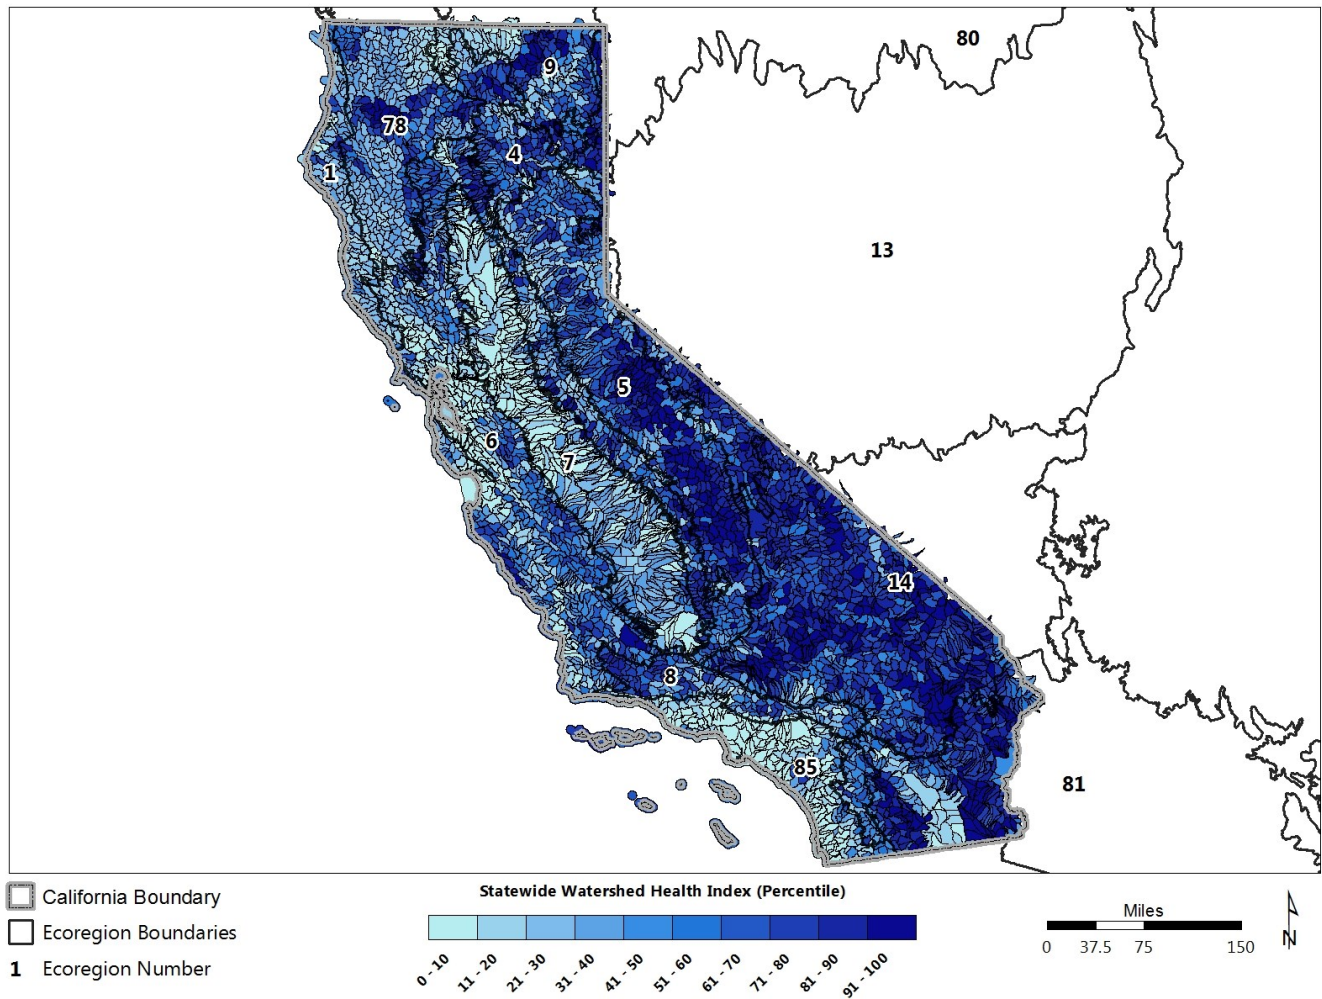 80
9
78
4
1
13
5
6
7
14
8
85
81
California Boundary
Ecoregion Boundaries
1 Ecoregion Number
Statewide Watershed Health Index (Percentile)
0 - 10
11 - 20
21 - 30
31 - 40
41 - 50
51 - 60
61 - 70
71 - 80
81 - 90
91 - 100
Miles
0 37.5 75 150
N